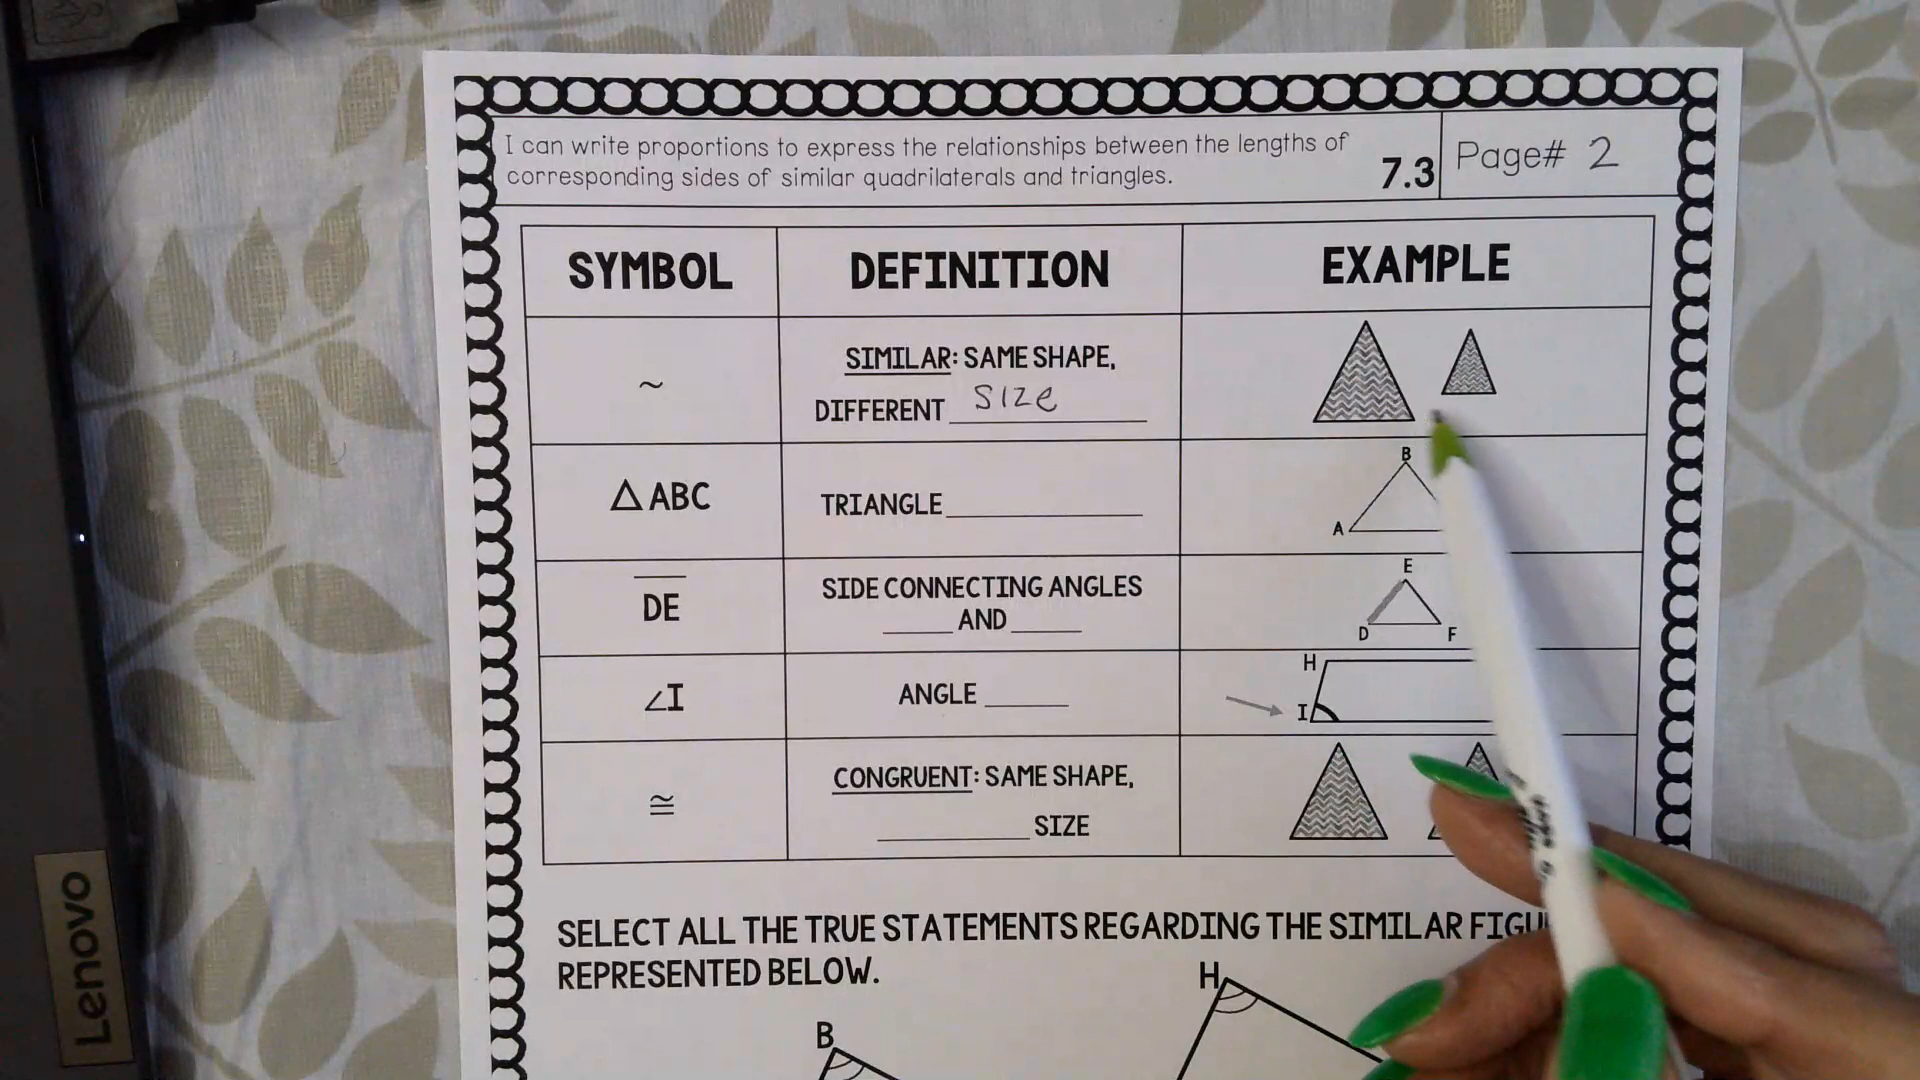 I can write proportions to express the relationships between the lengths of
corresponding sides of similar quadrilaterals and triangles.
7.3
Page# 2
SYMBOL
DEFINITION
EXAMPLE
~
SIMILAR: SAME SHAPE,
DIFFERENT size
△ ABC
TRIANGLE
B
A
DE
SIDE CONNECTING ANGLES
AND
E
D
F
∠I
ANGLE
H
I
≅
CONGRUENT: SAME SHAPE,
SIZE
SELECT ALL THE TRUE STATEMENTS REGARDING THE SIMILAR
REPRESENTED BELOW.
H
B
Lenovo